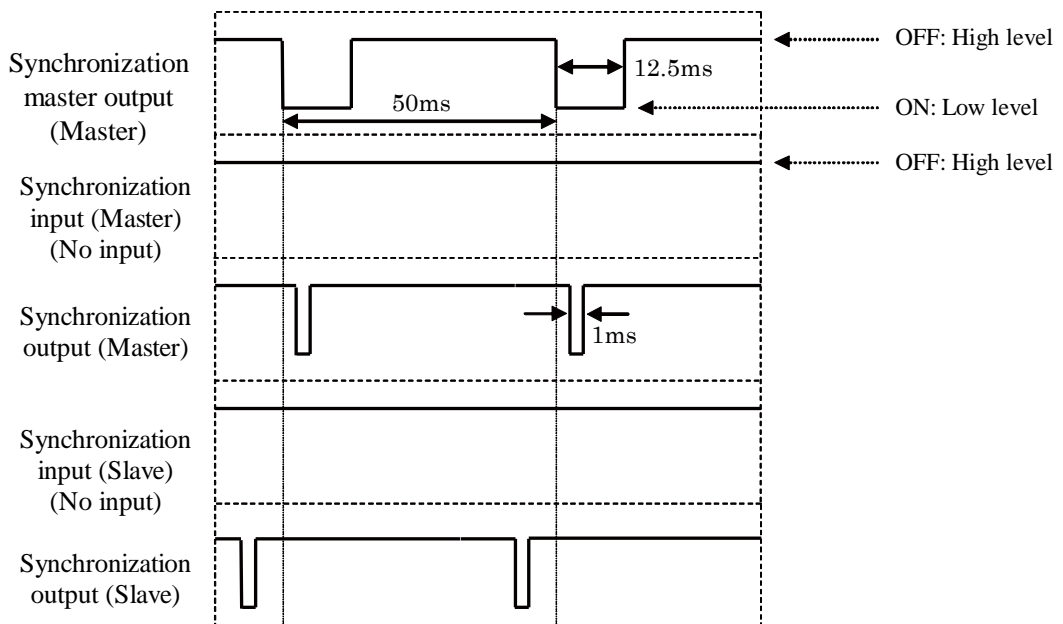 OFF: High level
Synchronization
master output
(Master)
12.5ms
50ms
ON: Low level
OFF: High level
Synchronization
input (Master)
(No input)
Synchronization
output (Master)
1ms
Synchronization
input (Slave)
(No input)
Synchronization
output (Slave)